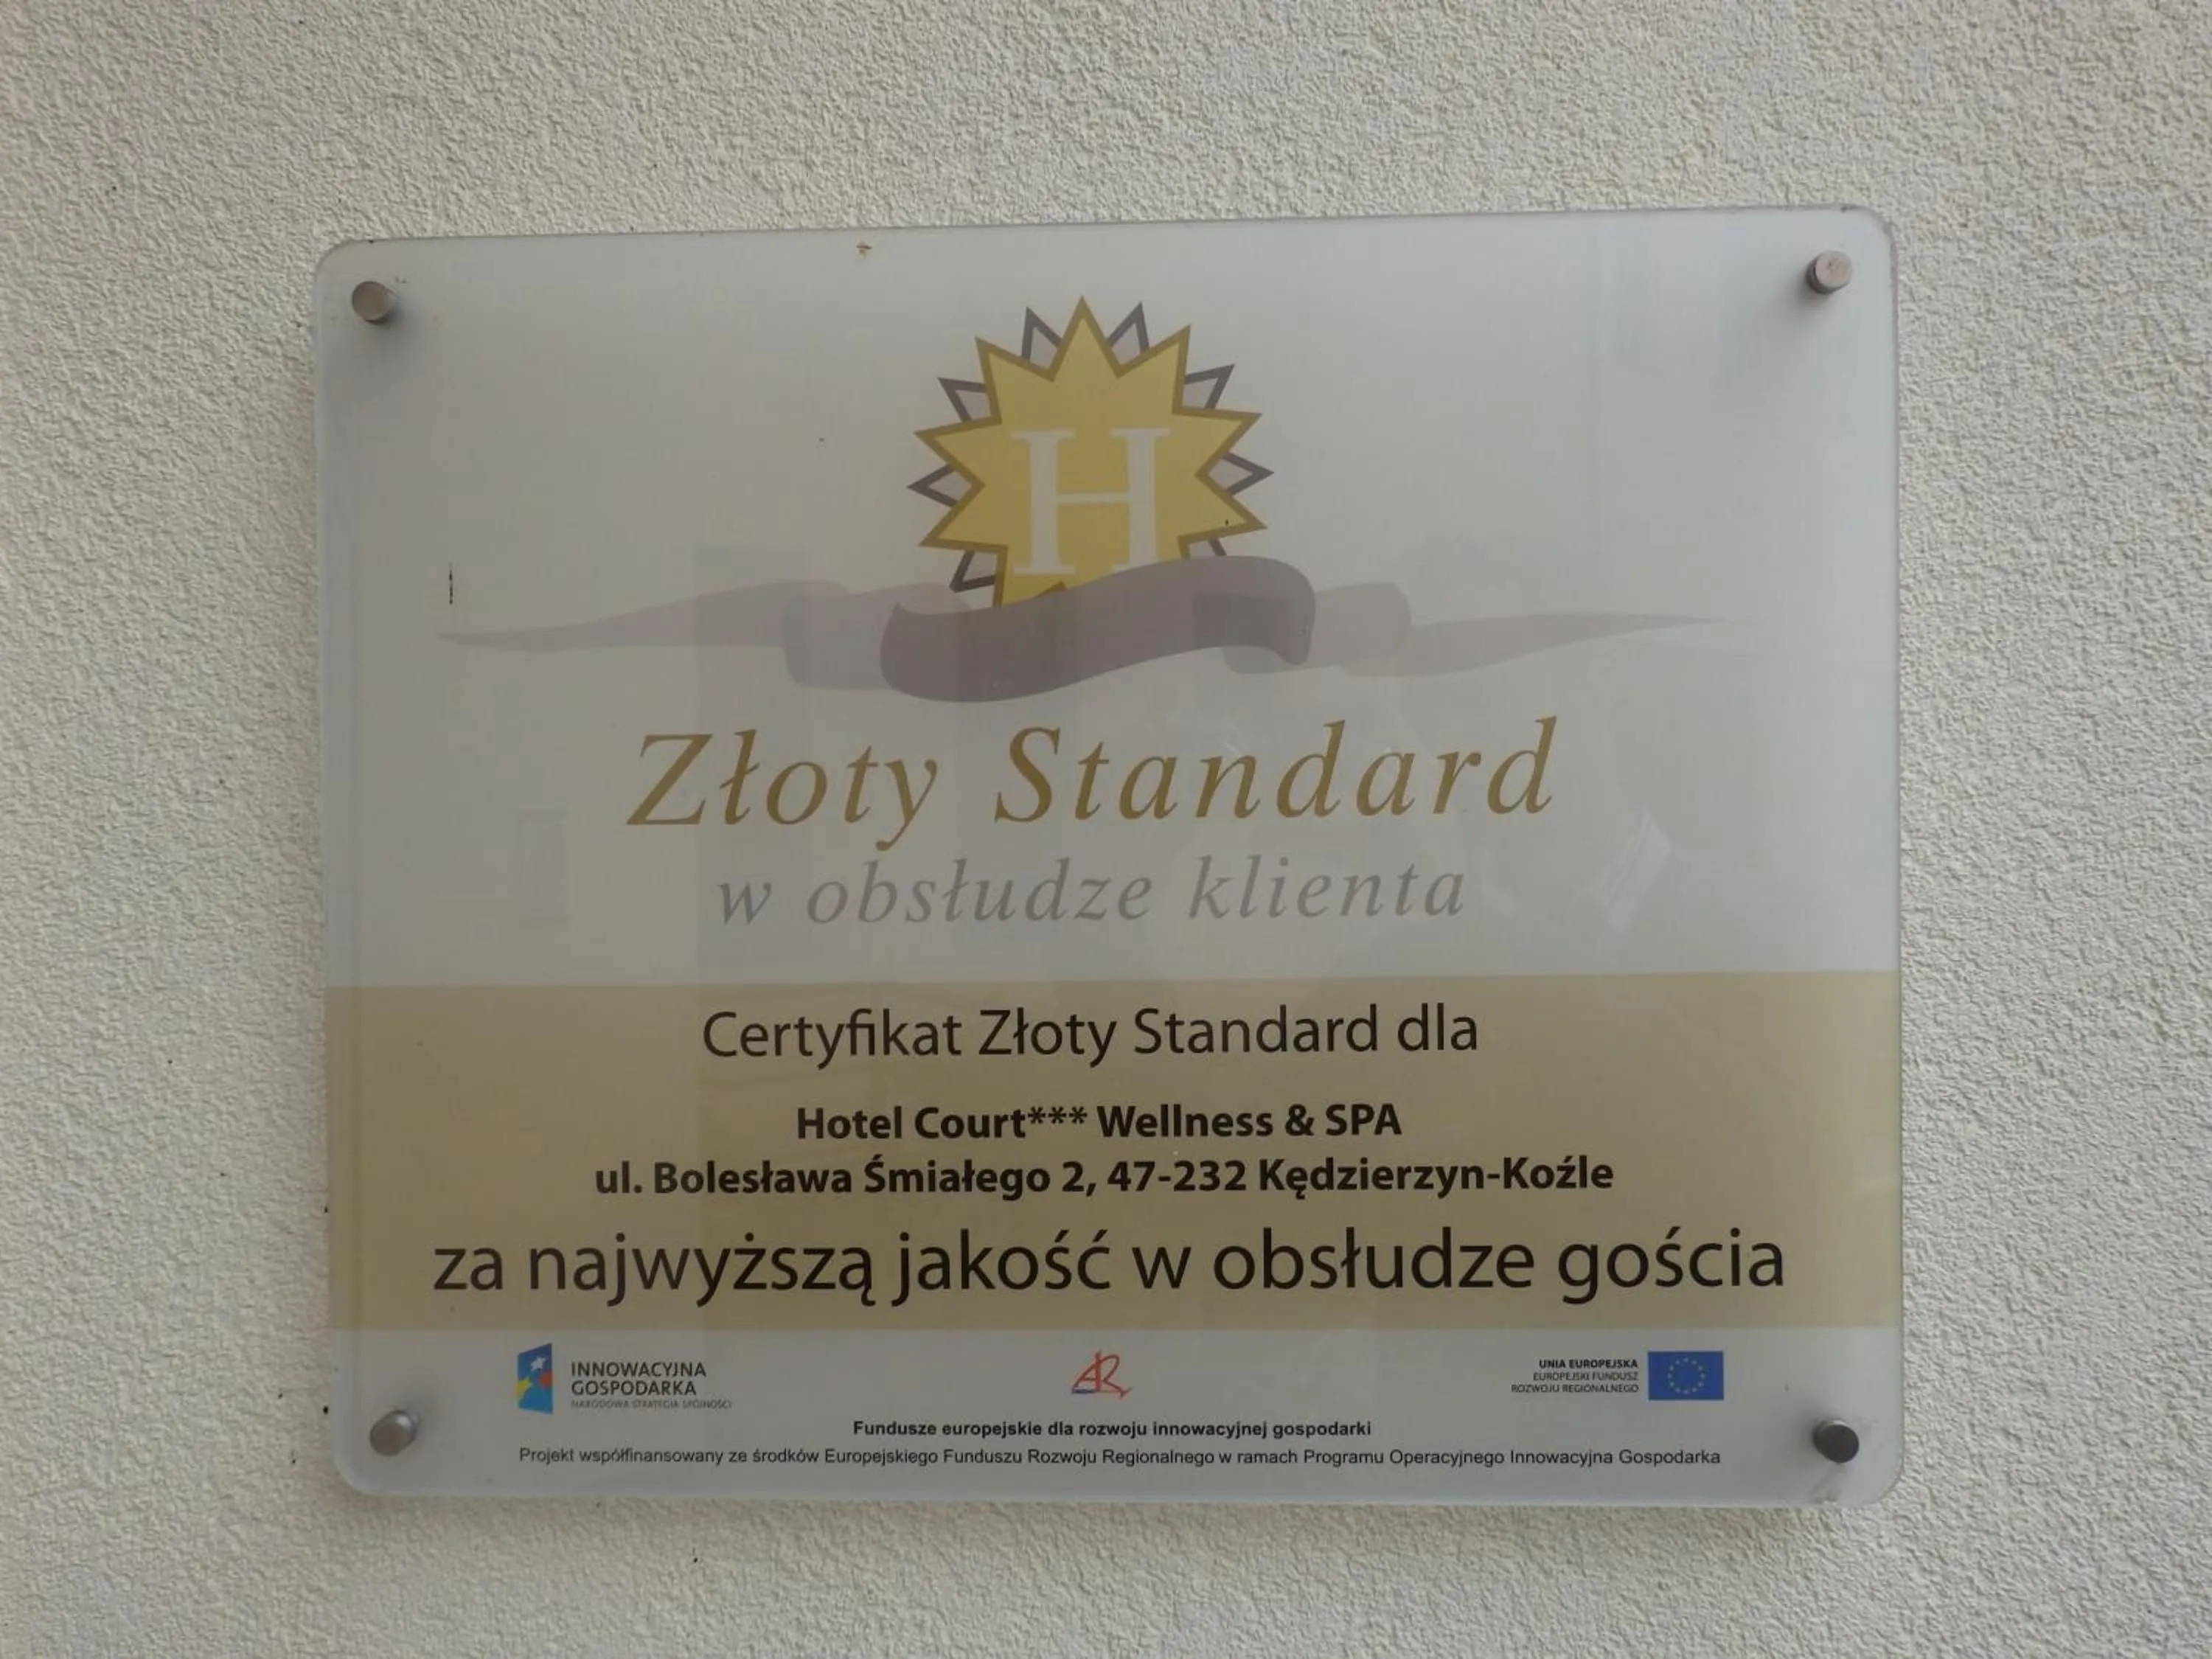 H
Złoty Standard
w obsłudze klienta
Certyfikat Złoty Standard dla
Hotel Court*** Wellness & SPA
ul. Bolesława Śmiałego 2, 47-232 Kędzierzyn-Koźle
za najwyższą jakość w obsłudze gościa
INNOWACYJNA
GOSPODARKA
NARODOWA STRATEGIA SPÓJNOŚCI
AR
UNIA EUROPEJSKA
EUROPEJSKI FUNDUSZ
ROZWOJU REGIONALNEGO
Fundusze europejskie dla rozwoju innowacyjnej gospodarki
Projekt współfinansowany ze środków Europejskiego Funduszu Rozwoju Regionalnego w ramach Programu Operacyjnego Innowacyjna Gospodarka